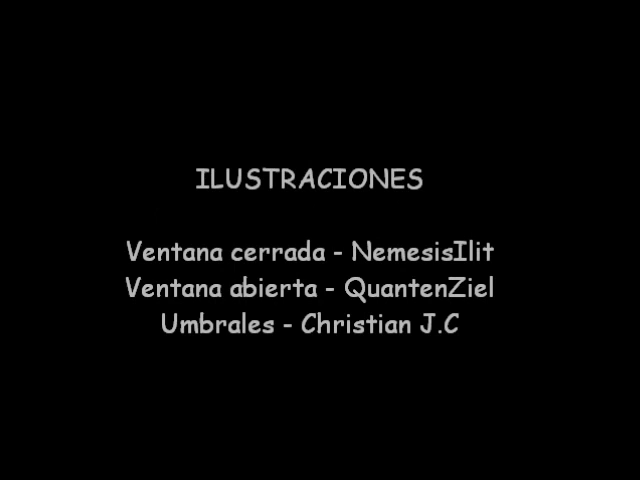 ILUSTRACIONES
Ventana cerrada - NemesisIlit
Ventana abierta - QuantenZiel
Umbrales - Christian J.C